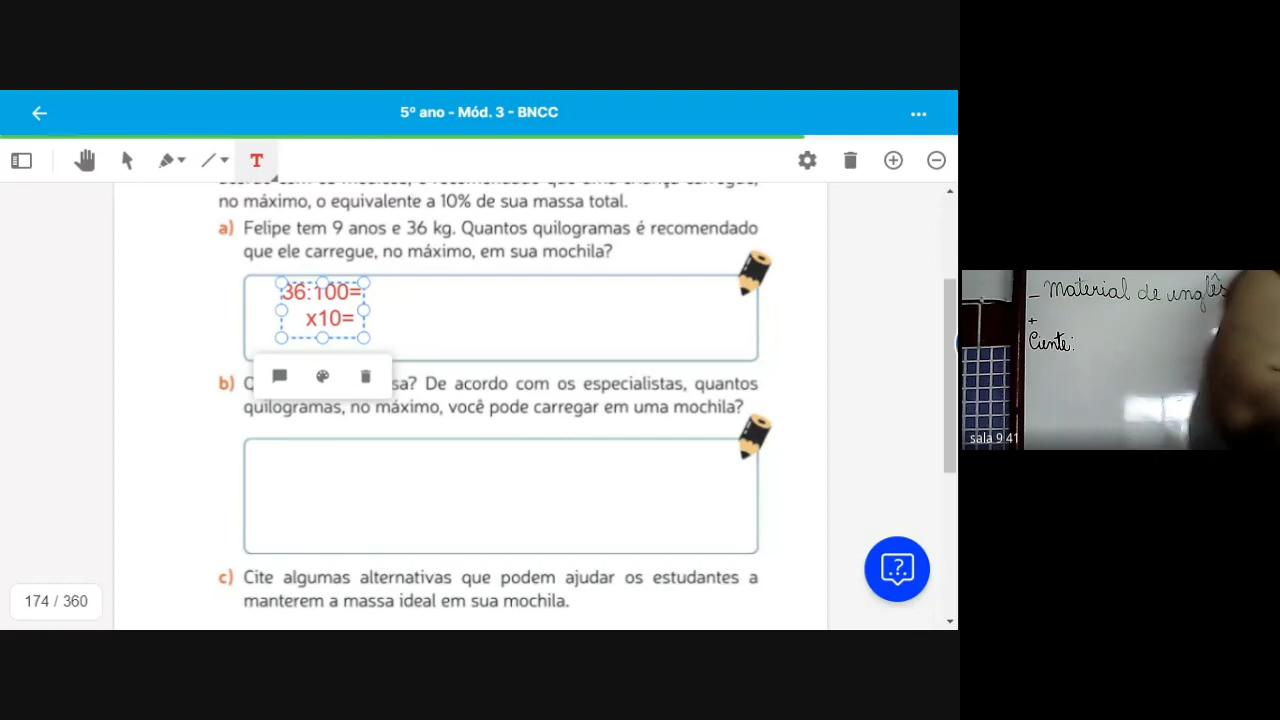 5º ano - Mód. 3 - BNCC
T
no máximo, o equivalente a 10% de sua massa total.
a) Felipe tem 9 anos e 36 kg. Quantos quilogramas é recomendado
que ele carregue, no máximo, em sua mochila?
36:100=
x10=
b) sa? De acordo com os especialistas, quantos
quilogramas, no máximo, você pode carregar em uma mochila?
c) Cite algumas alternativas que podem ajudar os estudantes a
manterem a massa ideal em sua mochila.
174 / 360
- Material de inglês
+
Ciente:
sala 9 41